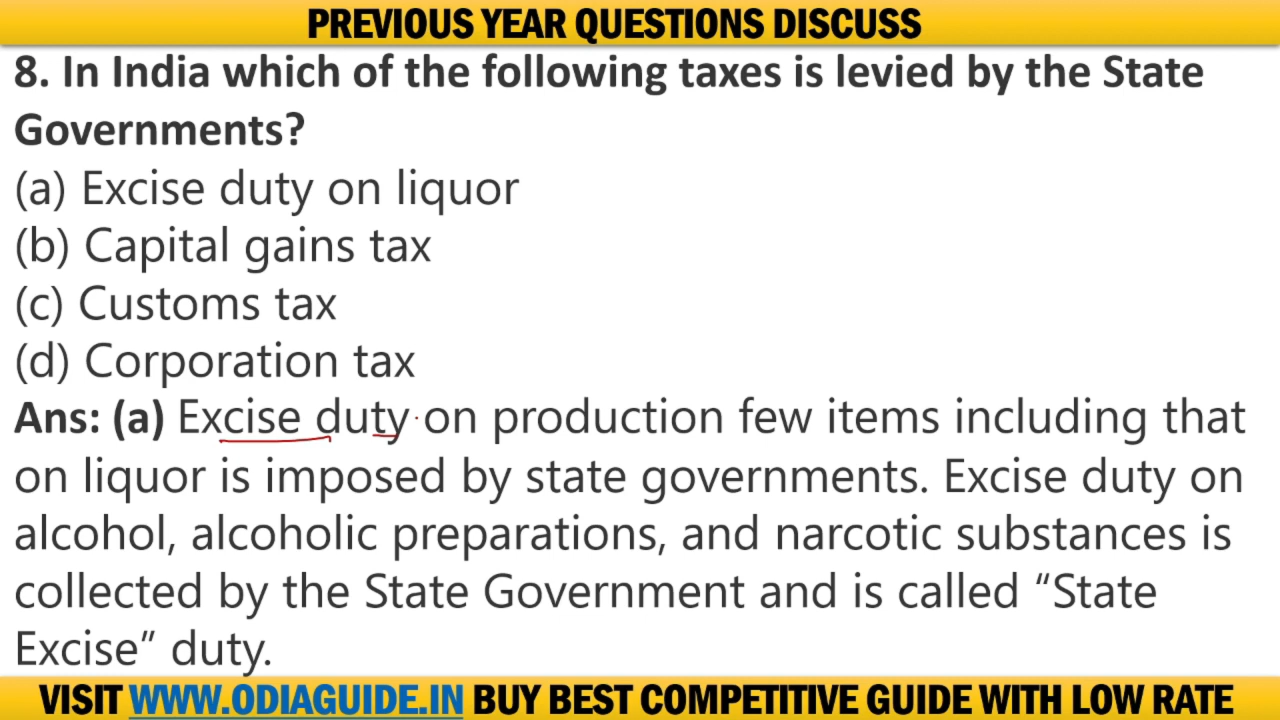 PREVIOUS YEAR QUESTIONS DISCUSS
8. In India which of the following taxes is levied by the State
Governments?
(a) Excise duty on liquor
(b) Capital gains tax
(c) Customs tax
(d) Corporation tax
Ans: (a) Excise duty on production few items including that
on liquor is imposed by state governments. Excise duty on
alcohol, alcoholic preparations, and narcotic substances is
collected by the State Government and is called “State
Excise” duty.
VISIT WWW.ODIAGUIDE.IN BUY BEST COMPETITIVE GUIDE WITH LOW RATE